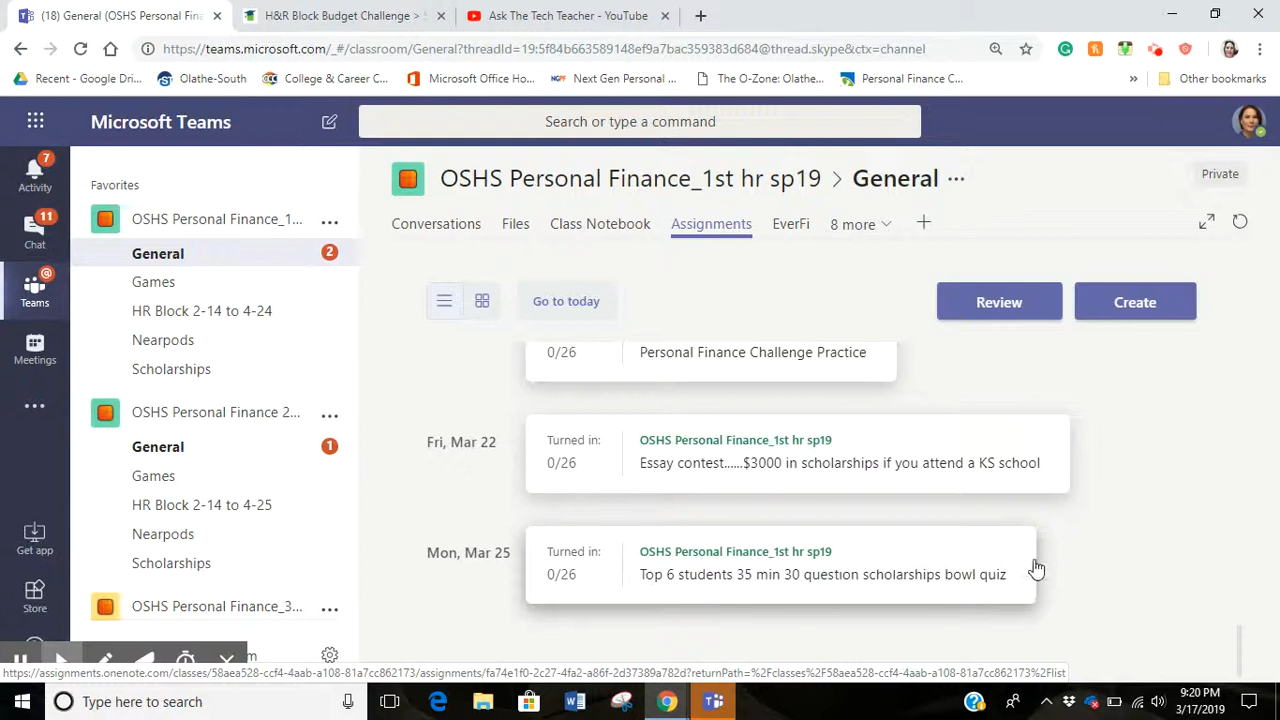 (18) General (OSHS Personal Fina
H&R Block Budget Challenge >
Ask The Tech Teacher - YouTube
https://teams.microsoft.com/_#/classroom/General?threadId=19:5f84b663589148ef9a7bac359383d684@thread.skype&ctx=channel
Recent - Google Dri...
Olathe-South
College & Career C...
Microsoft Office Ho...
Next Gen Personal ...
The O-Zone: Olathe...
Personal Finance C...
»
Other bookmarks
Microsoft Teams
Search or type a command
7
Activity
11
Chat
@
Teams
Meetings
Get app
Store
Favorites
OSHS Personal Finance_1...
General
2
Games
HR Block 2-14 to 4-24
Nearpods
Scholarships
OSHS Personal Finance 2...
General
1
Games
HR Block 2-14 to 4-25
Nearpods
Scholarships
OSHS Personal Finance_3...
OSHS Personal Finance_1st hr sp19 > General ...
Private
Conversations
Files
Class Notebook
Assignments
EverFi
8 more
Go to today
Review
Create
0/26
Personal Finance Challenge Practice
Fri, Mar 22
Turned in:
0/26
OSHS Personal Finance_1st hr sp19
Essay contest......$3000 in scholarships if you attend a KS school
Mon, Mar 25
Turned in:
0/26
OSHS Personal Finance_1st hr sp19
Top 6 students 35 min 30 question scholarships bowl quiz
https://assignments.onenote.com/classes/58aea528-ccf4-4aab-a108-81a7cc862173/assignments/fa74e1f0-2c27-4fa2-a86f-2d37389a782d?returnPath=%2Fclasses%2F58aea528-ccf4-4aab-a108-81a7cc862173%2Flist
Type here to search
9:20 PM
3/17/2019